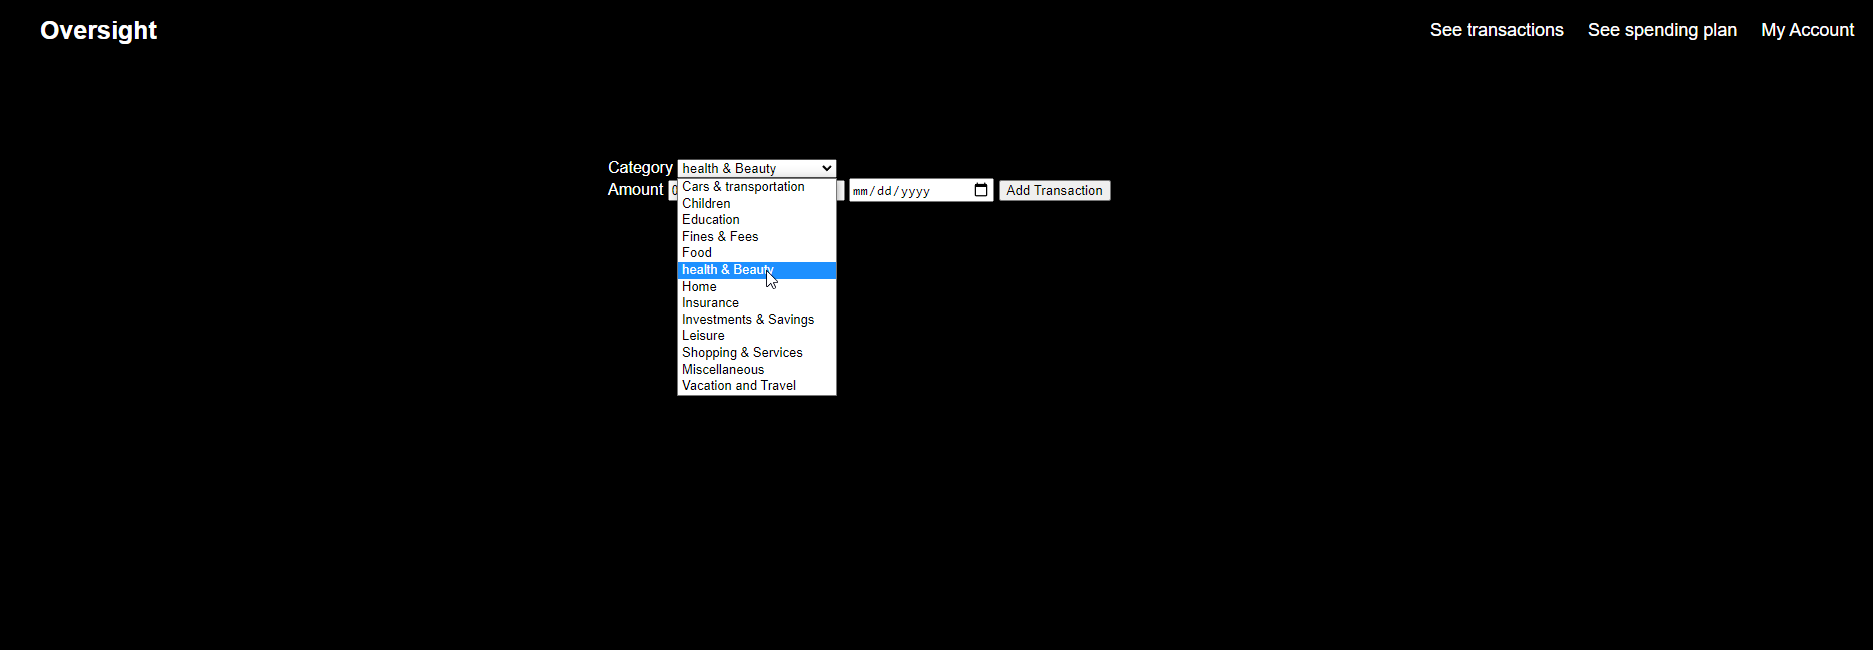 Oversight
See transactions See spending plan My Account
Category health & Beauty
Amount 0 mm/dd/yyyy Add Transaction
Cars & transportation
Children
Education
Fines & Fees
Food
health & Beauty
Home
Insurance
Investments & Savings
Leisure
Shopping & Services
Miscellaneous
Vacation and Travel